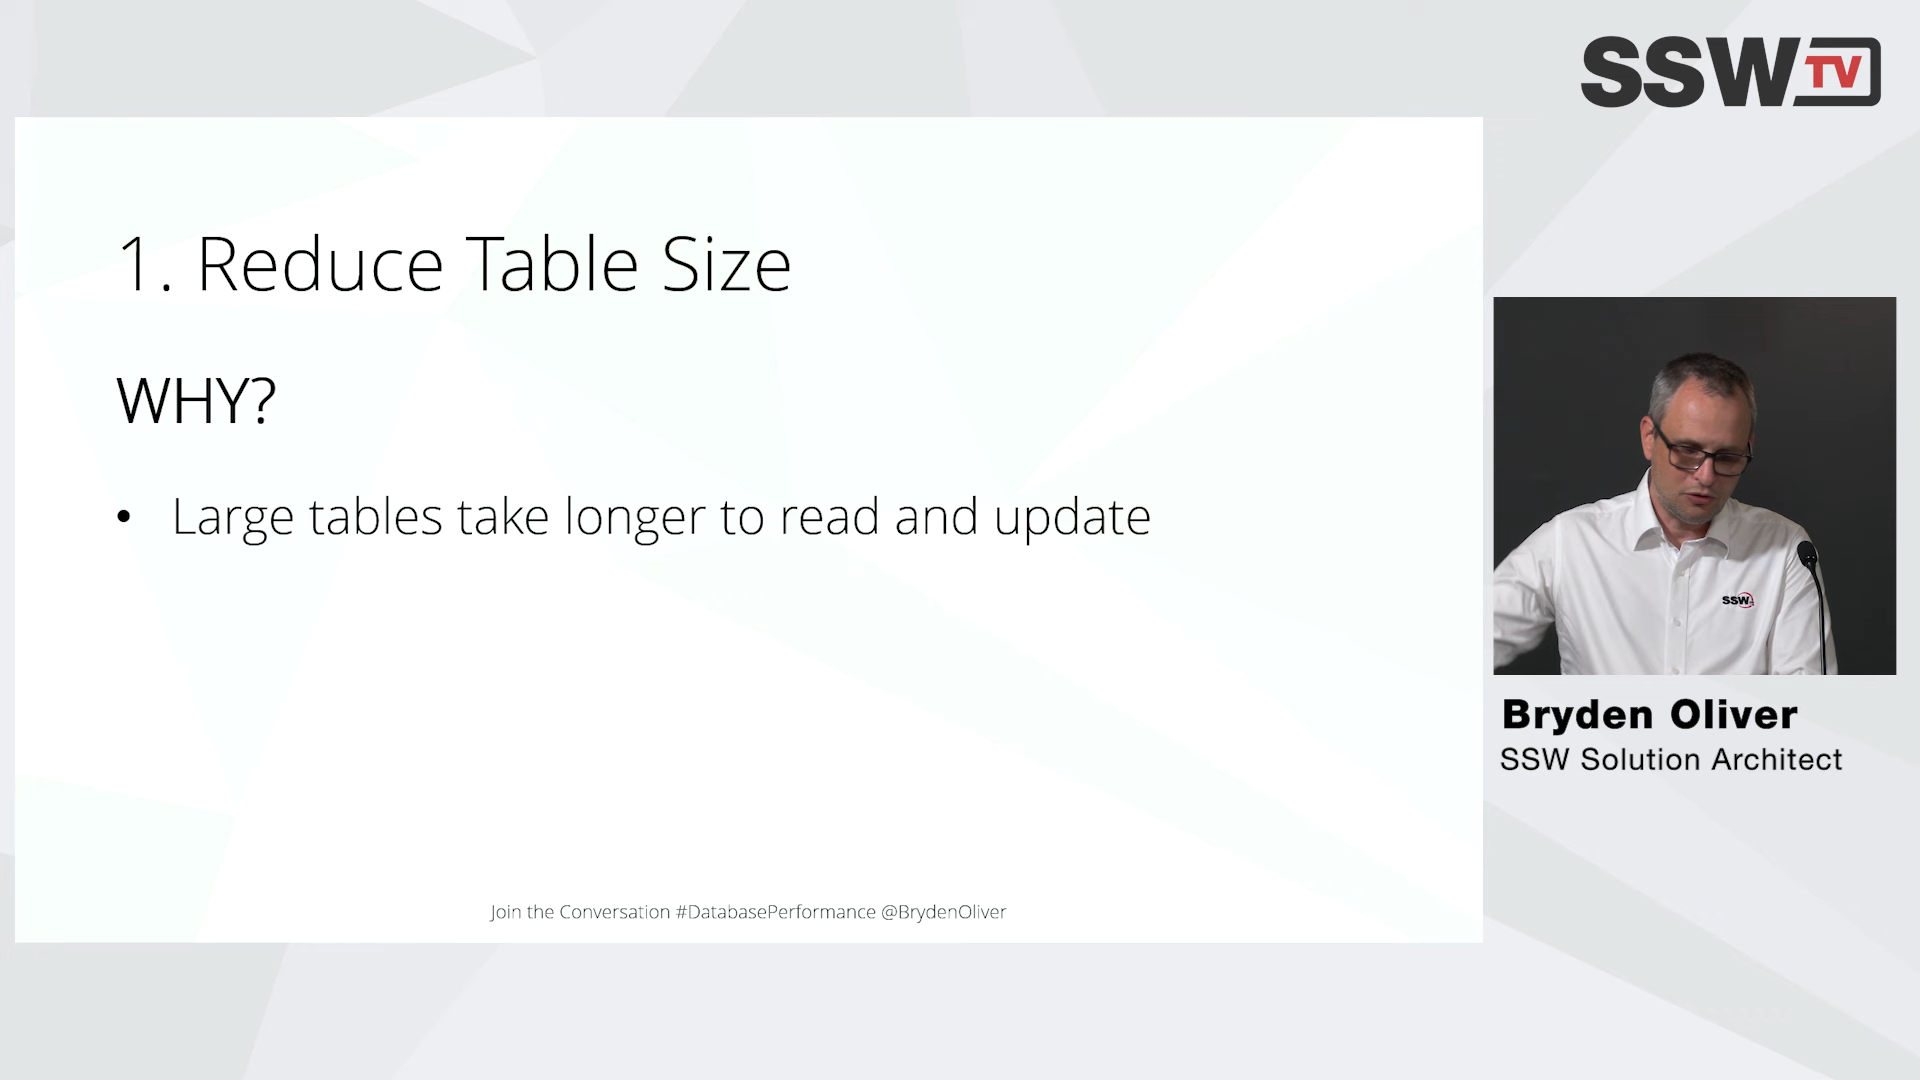 SSW TV
1. Reduce Table Size
WHY?
• Large tables take longer to read and update
SSW
Bryden Oliver
SSW Solution Architect
Join the Conversation #DatabasePerformance @BrydenOliver